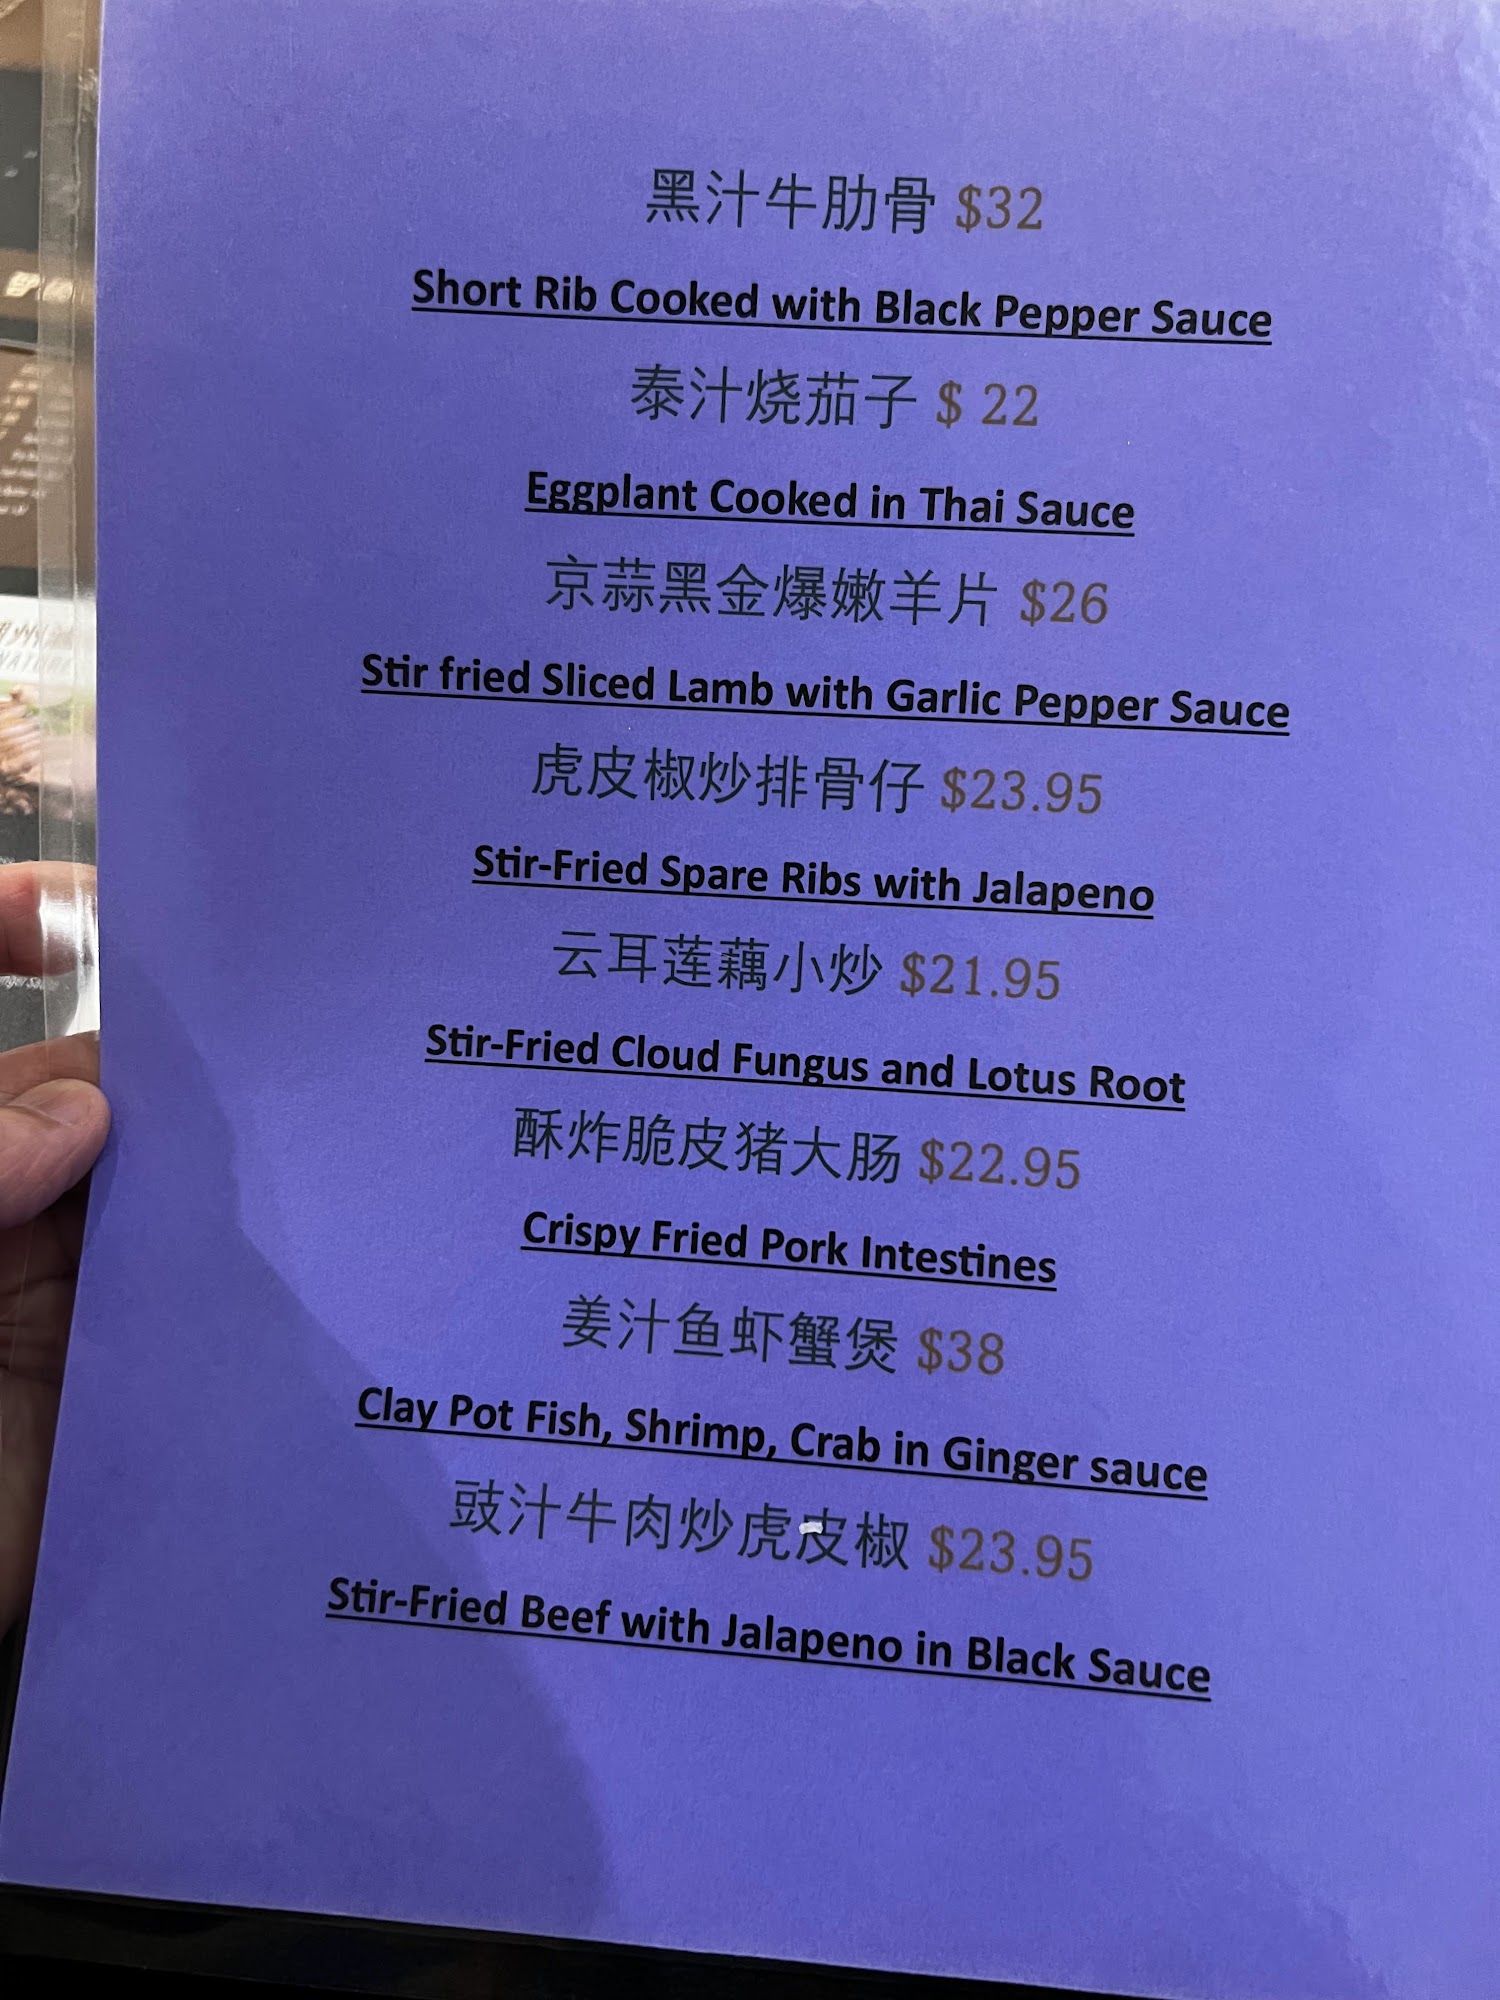 黑汁牛肋骨 $32
Short Rib Cooked with Black Pepper Sauce
泰汁烧茄子 $ 22
Eggplant Cooked in Thai Sauce
京蒜黑金爆嫩羊片 $26
Stir fried Sliced Lamb with Garlic Pepper Sauce
虎皮椒炒排骨仔 $23.95
Stir-Fried Spare Ribs with Jalapeno
云耳莲藕小炒 $21.95
Stir-Fried Cloud Fungus and Lotus Root
酥炸脆皮猪大肠 $22.95
Crispy Fried Pork Intestines
姜汁鱼虾蟹煲 $38
Clay Pot Fish, Shrimp, Crab in Ginger sauce
豉汁牛肉炒虎皮椒 $23.95
Stir-Fried Beef with Jalapeno in Black Sauce